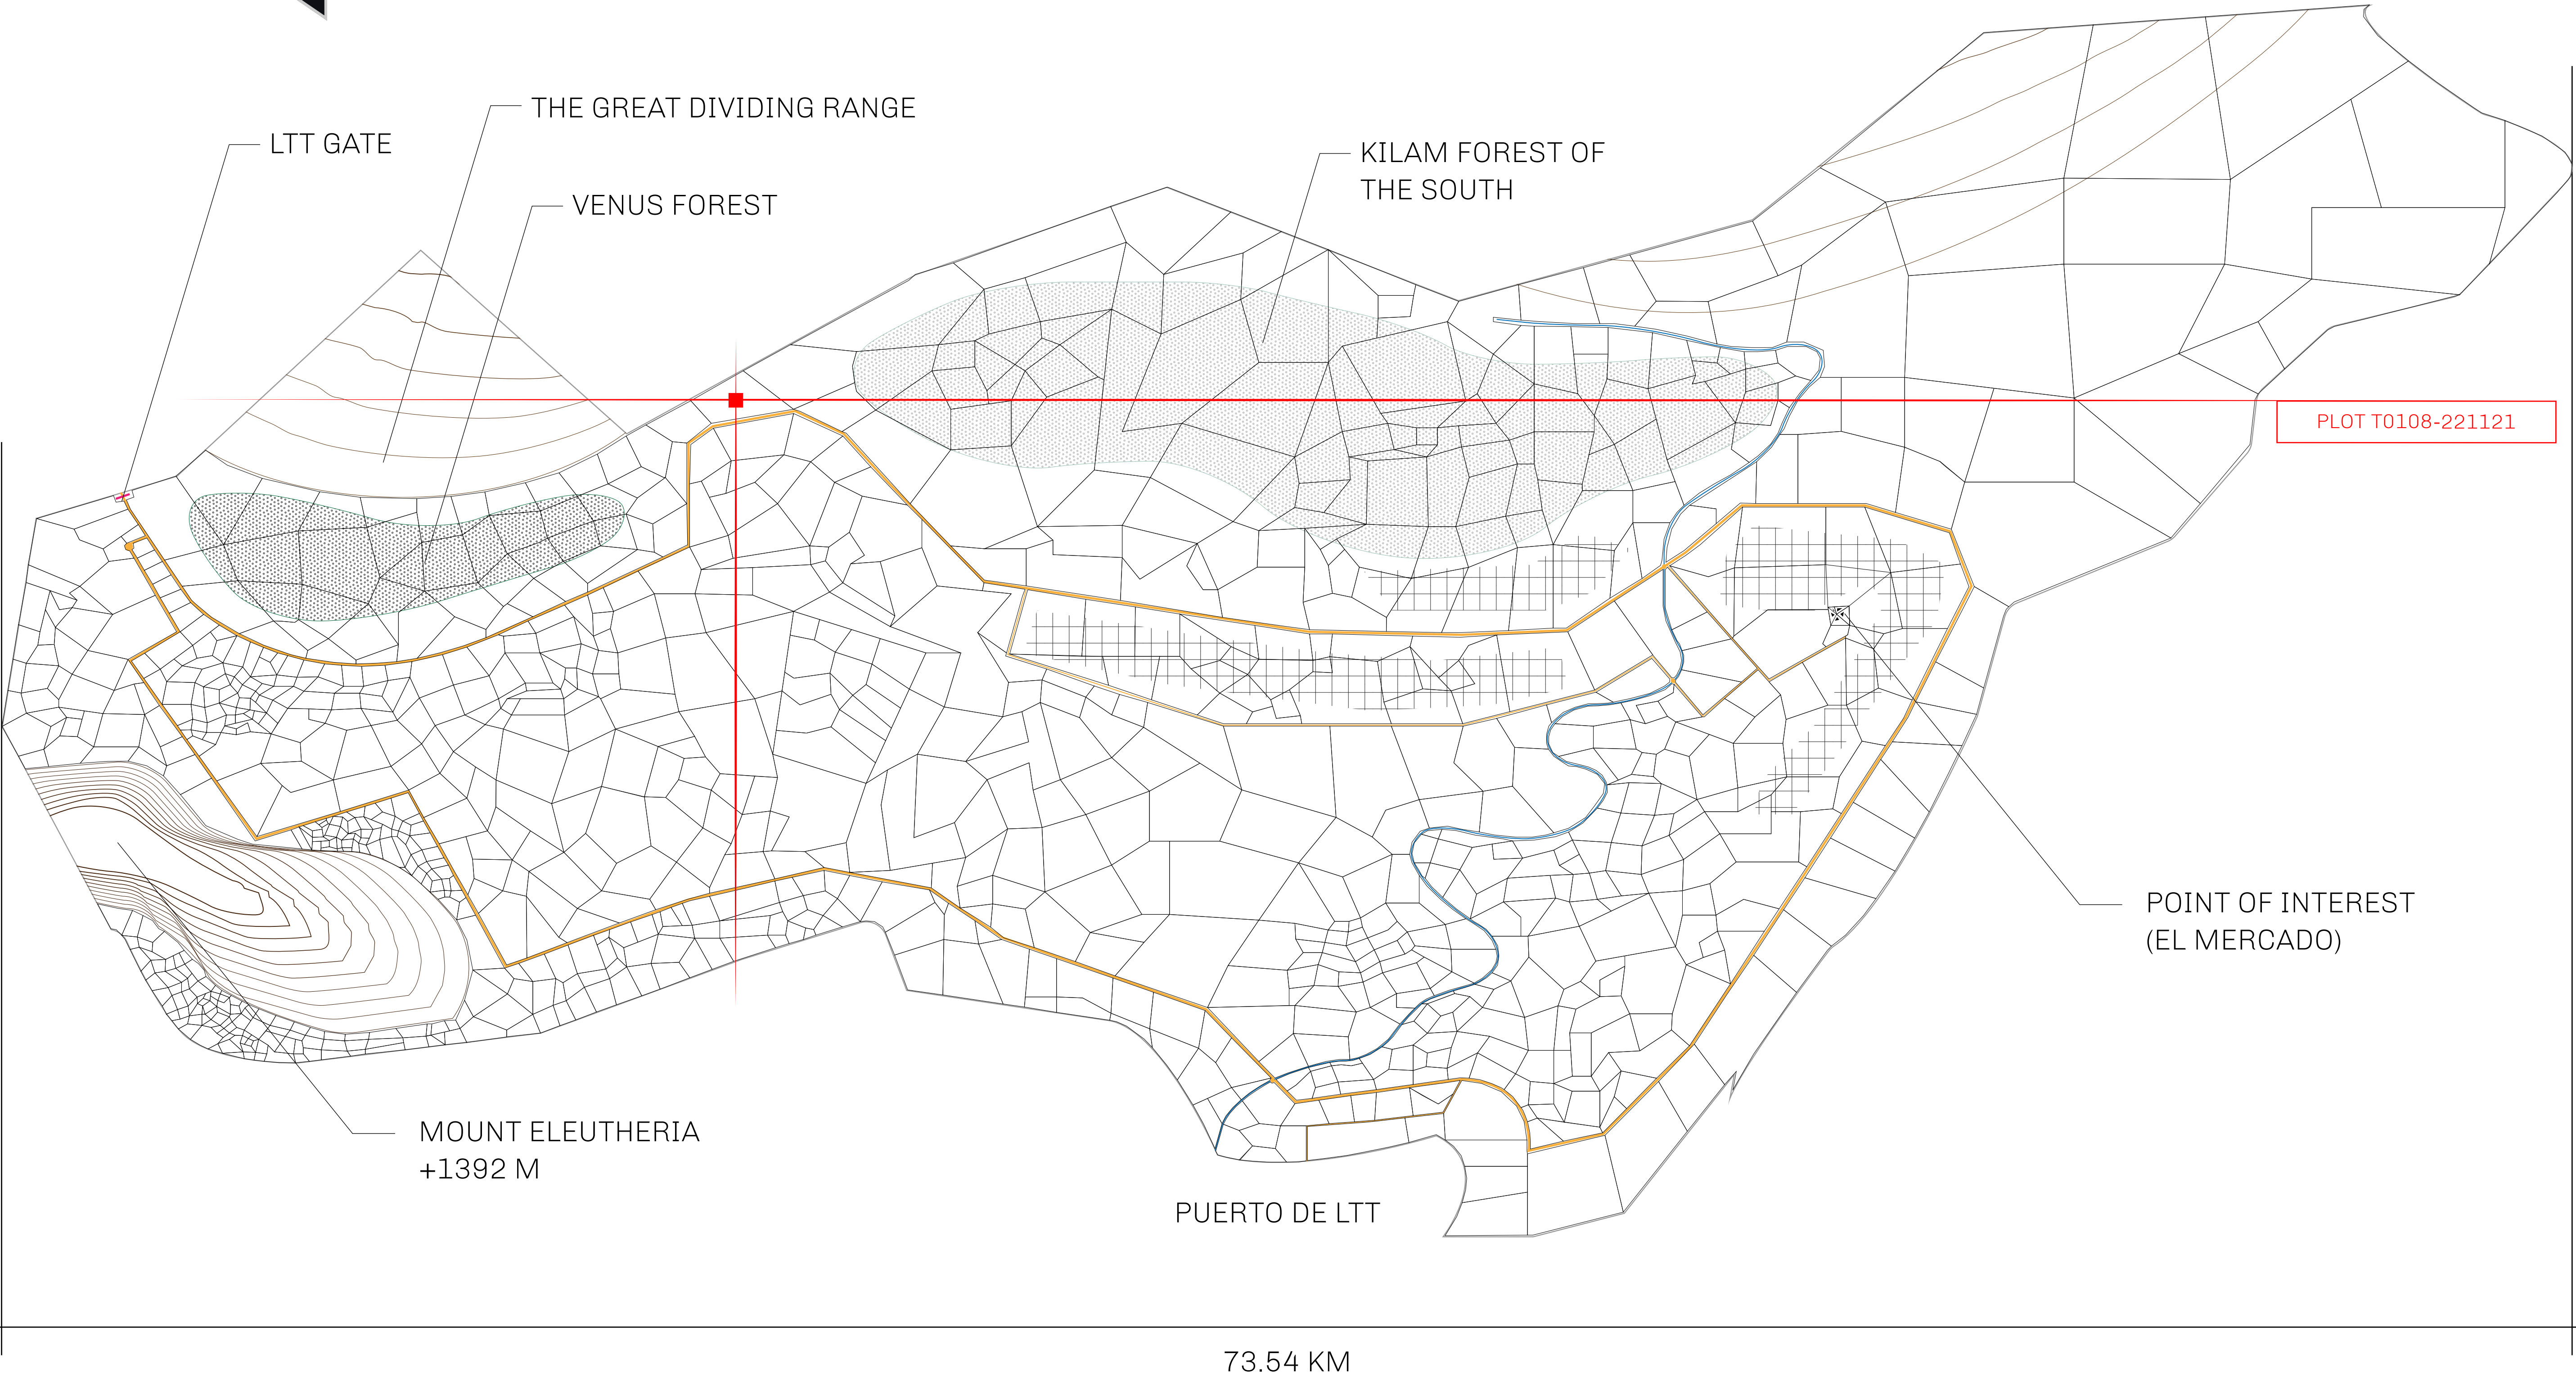 THE GREAT DIVIDING RANGE
LTT GATE
VENUS FOREST
KILAM FOREST OF
THE SOUTH
PLOT T0108-221121
POINT OF INTEREST
(EL MERCADO)
MOUNT ELEUTHERIA
+1392 M
PUERTO DE LTT
73.54 KM